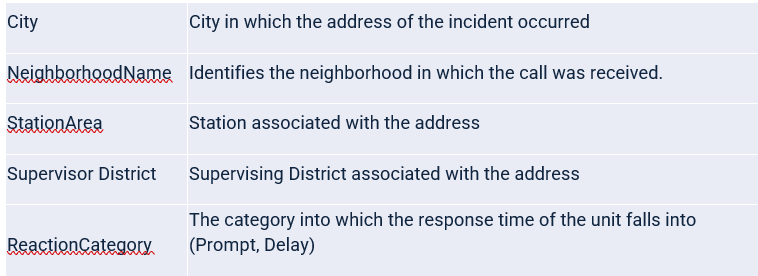 City City in which the address of the incident occurred
NeighborhoodName Identifies the neighborhood in which the call was received.
StationArea Station associated with the address
Supervisor District Supervising District associated with the address
ReactionCategory The category into which the response time of the unit falls into
(Prompt, Delay)